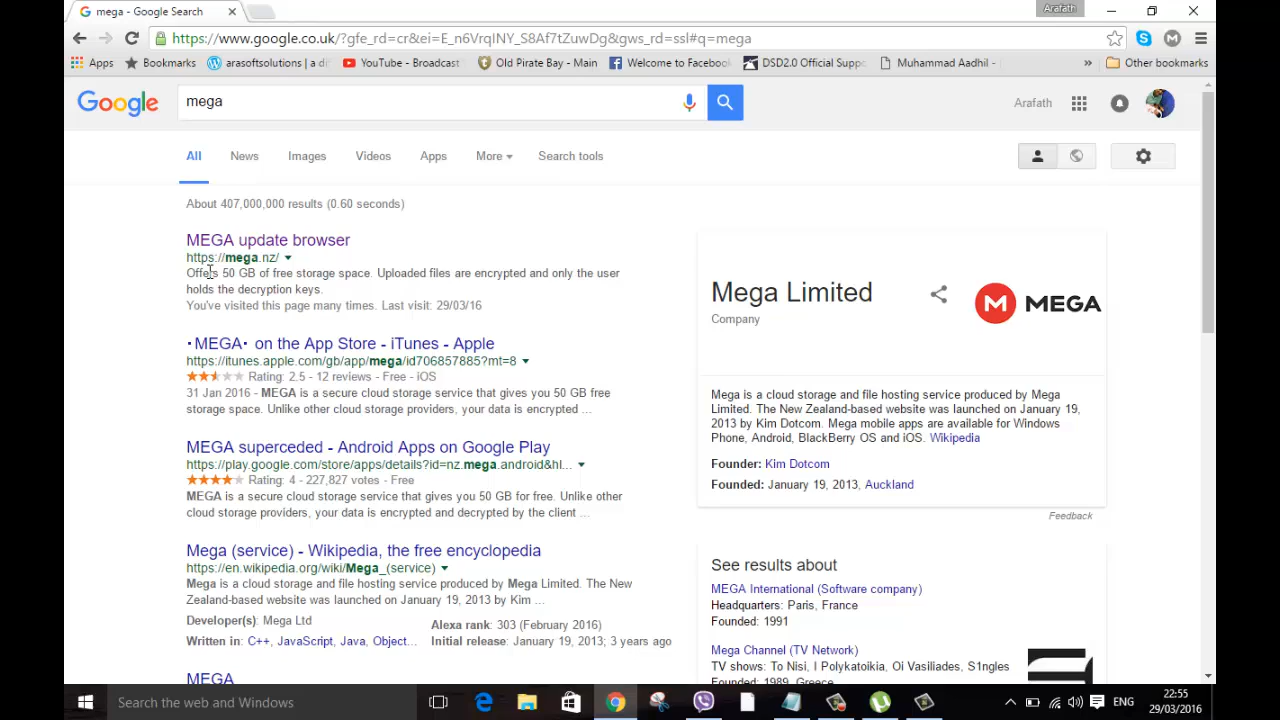 mega - Google Search
Arafath
https://www.google.co.uk/?gfe_rd=cr&ei=E_n6VrqINY_S8Af7tZuwDg&gws_rd=ssl#q=mega
Apps
Bookmarks
arasoftsolutions | a di
YouTube - Broadcast
Old Pirate Bay - Main
Welcome to Facebook
DSD2.0 Official Suppo
Muhammad Aadhil -
»
Other bookmarks
Google
mega
Arafath
All
News
Images
Videos
Apps
More
Search tools
About 407,000,000 results (0.60 seconds)
MEGA update browser
https://mega.nz/
Offers 50 GB of free storage space. Uploaded files are encrypted and only the user
holds the decryption keys.
You've visited this page many times. Last visit: 29/03/16
·MEGA· on the App Store - iTunes - Apple
https://itunes.apple.com/gb/app/mega/id706857885?mt=8
Rating: 2.5 - 12 reviews - Free - iOS
31 Jan 2016 - MEGA is a secure cloud storage service that gives you 50 GB free
storage space. Unlike other cloud storage providers, your data is encrypted ...
MEGA superceded - Android Apps on Google Play
https://play.google.com/store/apps/details?id=nz.mega.android&hl...
Rating: 4 - 227,827 votes - Free
MEGA is a secure cloud storage service that gives you 50 GB for free. Unlike other
cloud storage providers, your data is encrypted and decrypted by the client ...
Mega (service) - Wikipedia, the free encyclopedia
https://en.wikipedia.org/wiki/Mega_(service)
Mega is a cloud storage and file hosting service produced by Mega Limited. The New
Zealand-based website was launched on January 19, 2013 by Kim ...
Developer(s): Mega Ltd
Alexa rank: 303 (February 2016)
Written in: C++, JavaScript, Java, Object...
Initial release: January 19, 2013; 3 years ago
MEGA
Mega Limited
Company
M MEGA
Mega is a cloud storage and file hosting service produced by Mega
Limited. The New Zealand-based website was launched on January 19,
2013 by Kim Dotcom. Mega mobile apps are available for Windows
Phone, Android, BlackBerry OS and iOS. Wikipedia
Founder: Kim Dotcom
Founded: January 19, 2013, Auckland
Feedback
See results about
MEGA International (Software company)
Headquarters: Paris, France
Founded: 1991
Mega Channel (TV Network)
TV shows: To Nisi, I Polykatoikia, Oi Vasiliades, S1ngles
Founded: 1989, Greece
Search the web and Windows
ENG
22:55
29/03/2016